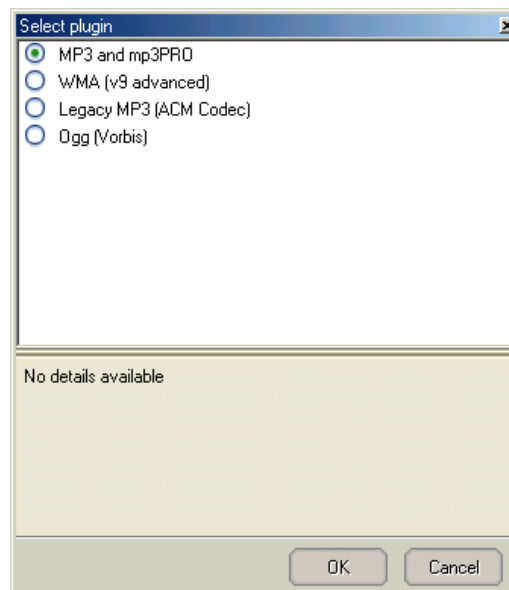 Select plugin
MP3 and mp3PRO
WMA (v9 advanced)
Legacy MP3 (ACM Codec)
Ogg (Vorbis)
No details available
OK
Cancel